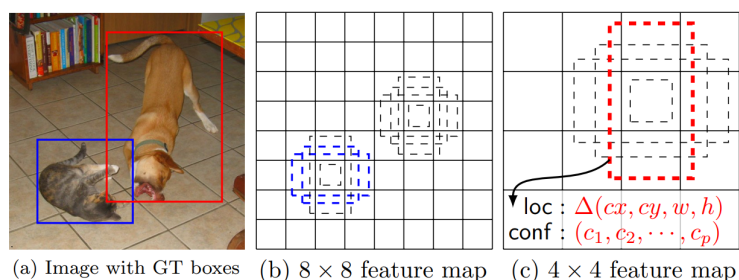 loc : Δ(cx, cy, w, h)
conf : (c₁, c₂, ⋯, cₚ)
(a) Image with GT boxes
(b) 8 × 8 feature map
(c) 4 × 4 feature map